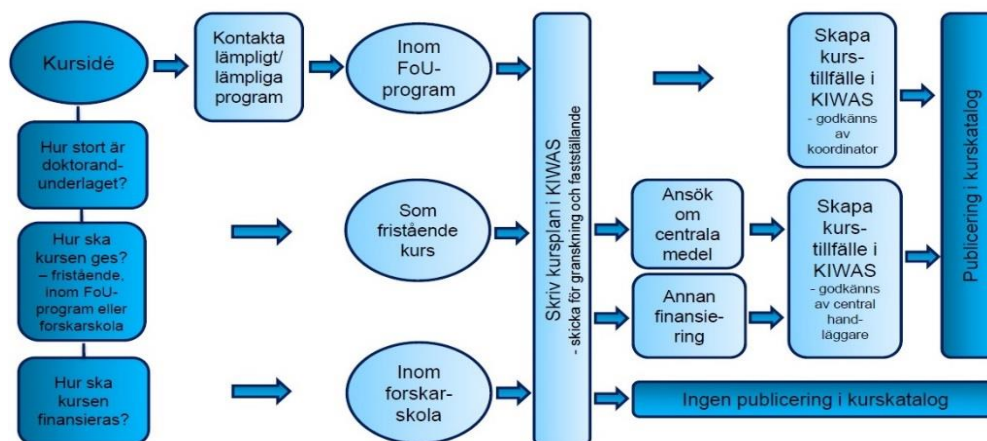 Kursidé
Kontakta
lämpligt/
lämpliga
program
Inom
FoU-
program
Skapa
kurs-
tillfälle i
KIWAS
- godkänns
av
koordinator
Hur stort är
doktorand-
underlaget?
Hur ska
kursen ges?
– fristående,
inom FoU-
program eller
forskarskola
Hur ska
kursen
finansieras?
Som
fristående
kurs
Inom
forskar-
skola
Skriv kursplan i KIWAS
- skicka för granskning och fastställande
Ansök
om
centrala
medel
Annan
finansie-
ring
Skapa
kurs-
tillfälle i
KIWAS
- godkänns
av central
hand-
läggare
Publicering i kurskatalog
Ingen publicering i kurskatalog